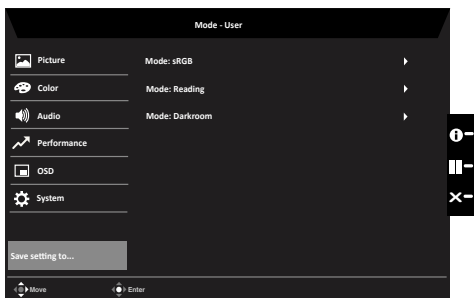 Mode - User
Picture
Mode: sRGB
Color
Mode: Reading
Audio
Mode: Darkroom
Performance
OSD
System
Save setting to...
Move
Enter